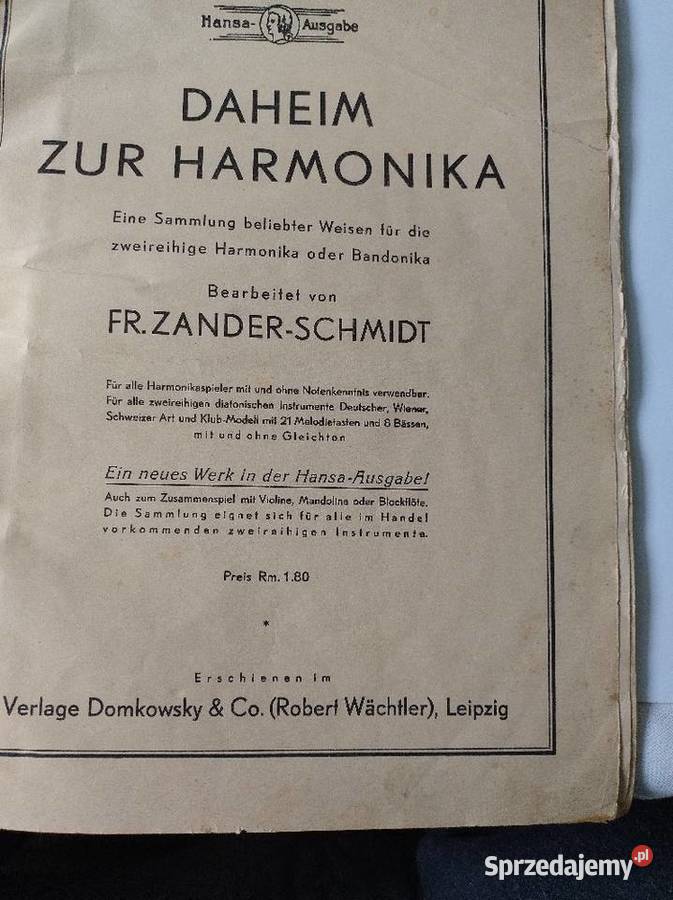 Hansa- Ausgabe
DAHEIM
ZUR HARMONIKA
Eine Sammlung beliebter Weisen für die
zweireihige Harmonika oder Bandonika
Bearbeitet von
FR. ZANDER-SCHMIDT
Für alle Harmonikaspieler mit und ohne Notenkenntnis verwendbar.
Für alle zweireihigen diatonischen Instrumente Deutscher, Wiener,
Schweizer Art und Klub-Modell mit 21 Melodietasten und 8 Bässen,
mit und ohne Gleichton
Ein neues Werk in der Hansa-Ausgabe!
Auch zum Zusammenspiel mit Violine, Mandoline oder Blockflöte.
Die Sammlung eignet sich für alle im Handel
vorkommenden zweireihigen Instrumente.
Preis Rm. 1.80
*
Erschienen im
Verlage Domkowsky & Co. (Robert Wächtler), Leipzig
Sprzedajemy.pl